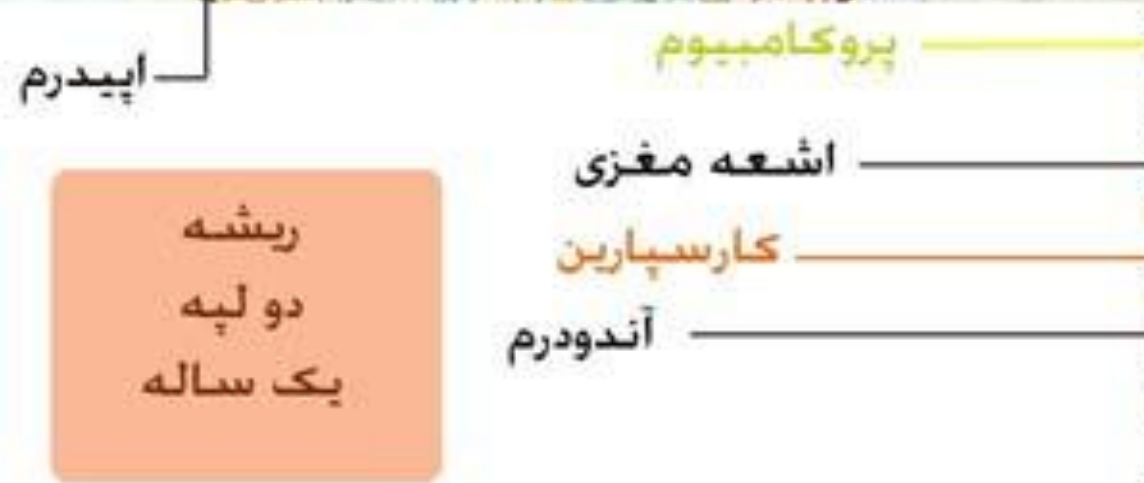 پروکامبیوم
اپیدرم
اشعه مغزی
کارسپارین
آندودرم
ریشه
دو لپه
یک ساله